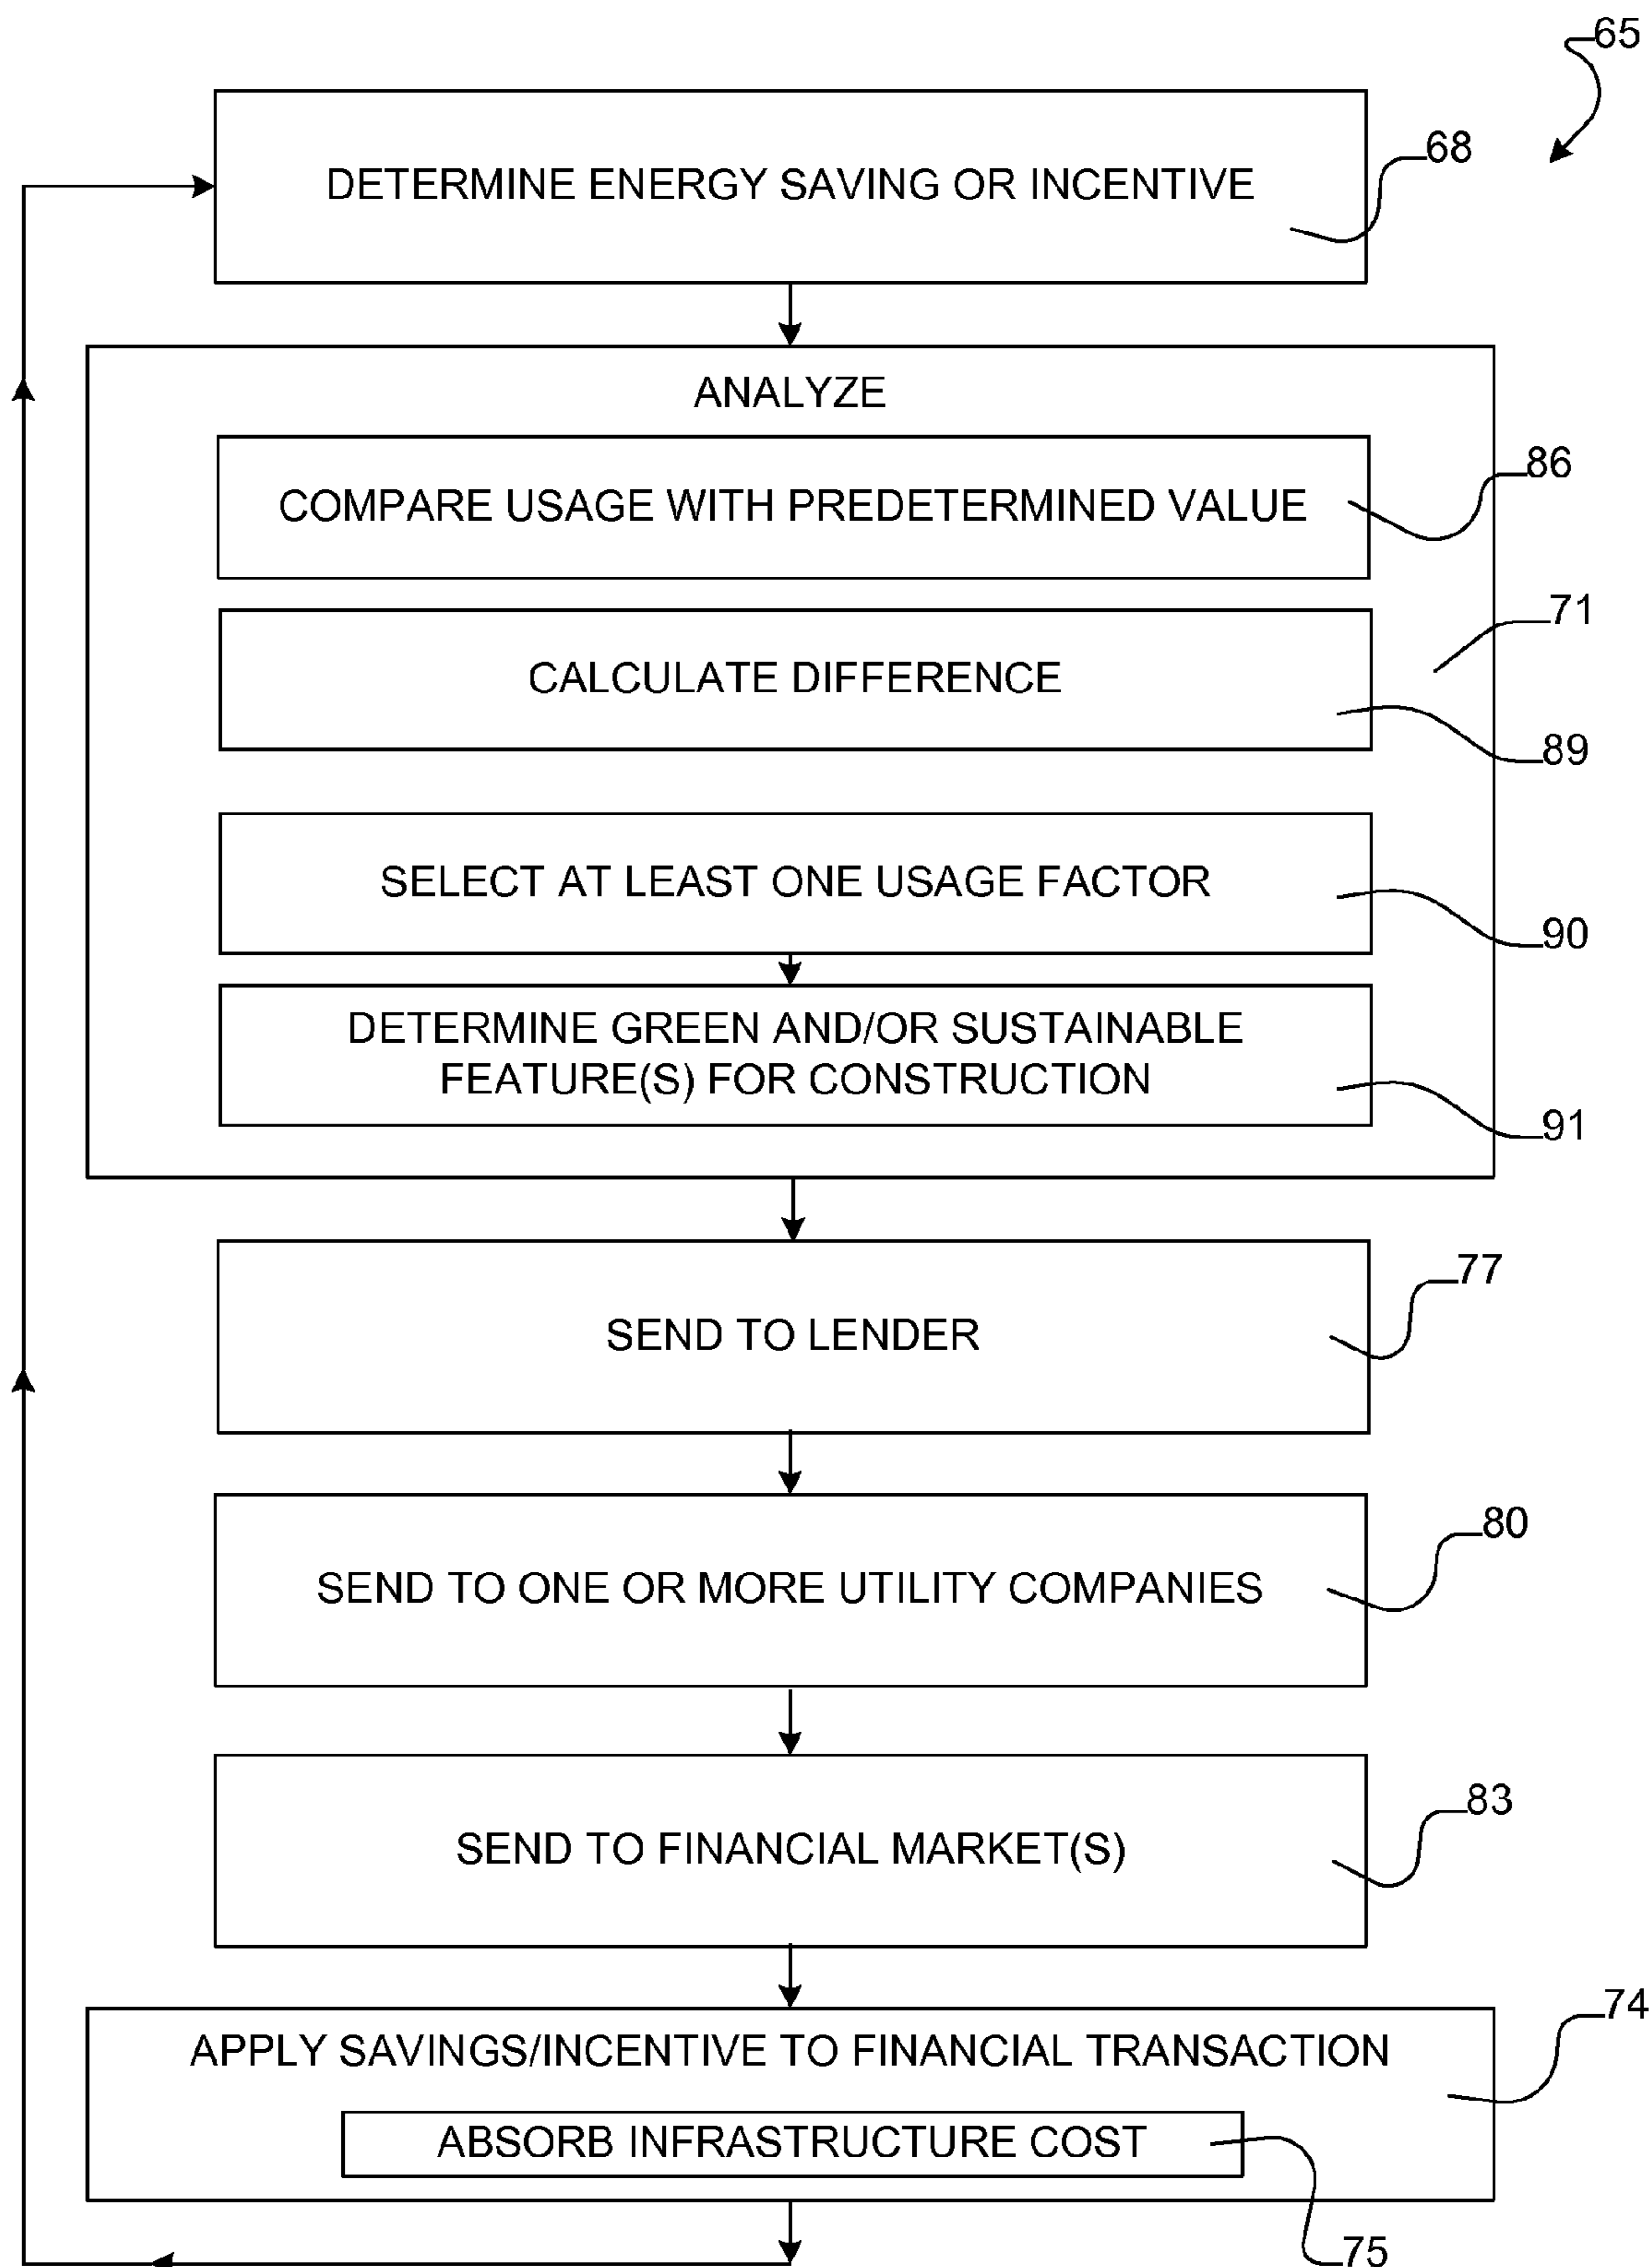 65
68
DETERMINE ENERGY SAVING OR INCENTIVE
ANALYZE
86
COMPARE USAGE WITH PREDETERMINED VALUE
71
CALCULATE DIFFERENCE
89
SELECT AT LEAST ONE USAGE FACTOR
90
DETERMINE GREEN AND/OR SUSTAINABLE
FEATURE(S) FOR CONSTRUCTION
91
77
SEND TO LENDER
80
SEND TO ONE OR MORE UTILITY COMPANIES
83
SEND TO FINANCIAL MARKET(S)
74
APPLY SAVINGS/INCENTIVE TO FINANCIAL TRANSACTION
ABSORB INFRASTRUCTURE COST
75